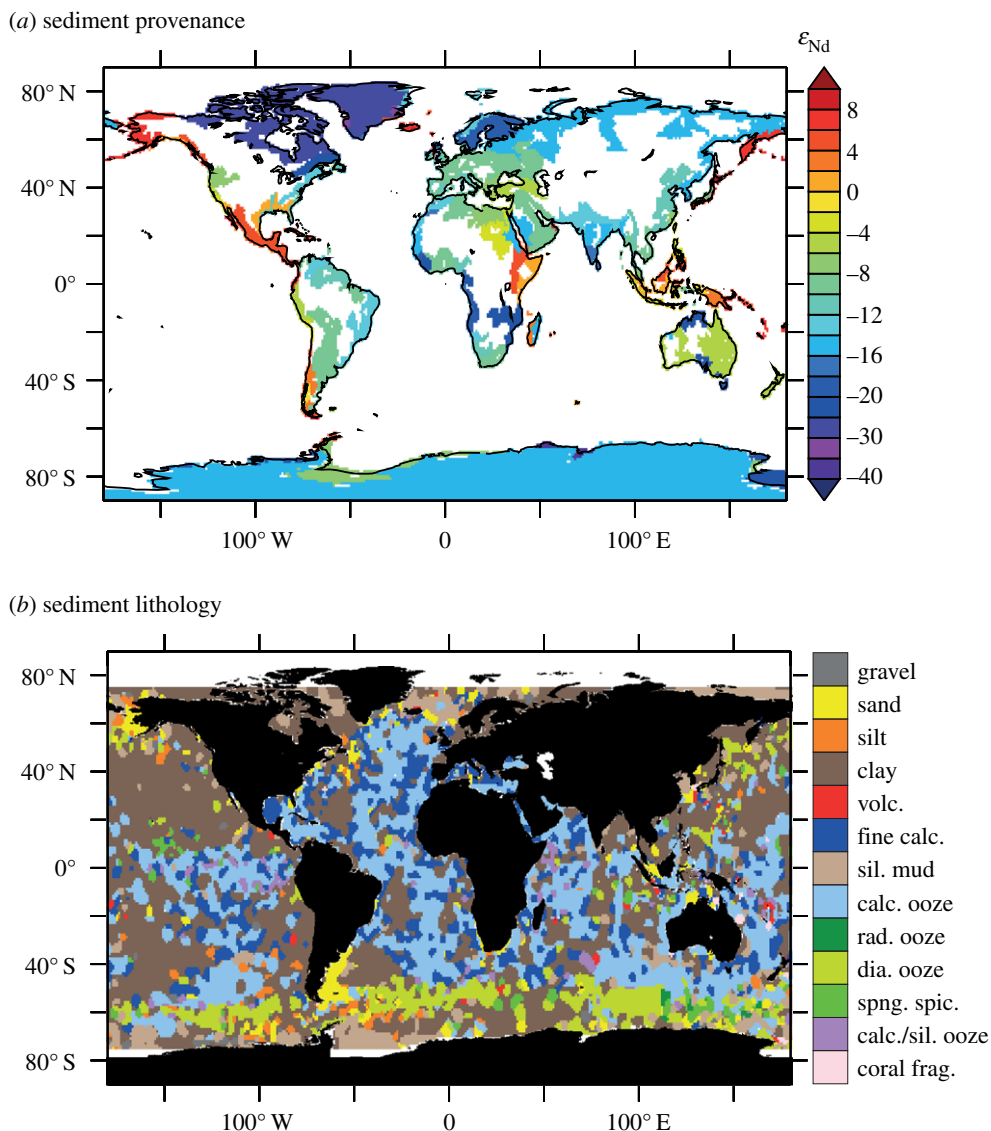 (a) sediment provenance
εNd
80° N
40° N
0°
40° S
80° S
100° W
0
100° E
8
4
0
–4
–8
–12
–16
–20
–30
–40
(b) sediment lithology
80° N
40° N
0°
40° S
80° S
100° W
0
100° E
gravel
sand
silt
clay
volc.
fine calc.
sil. mud
calc. ooze
rad. ooze
dia. ooze
spng. spic.
calc./sil. ooze
coral frag.